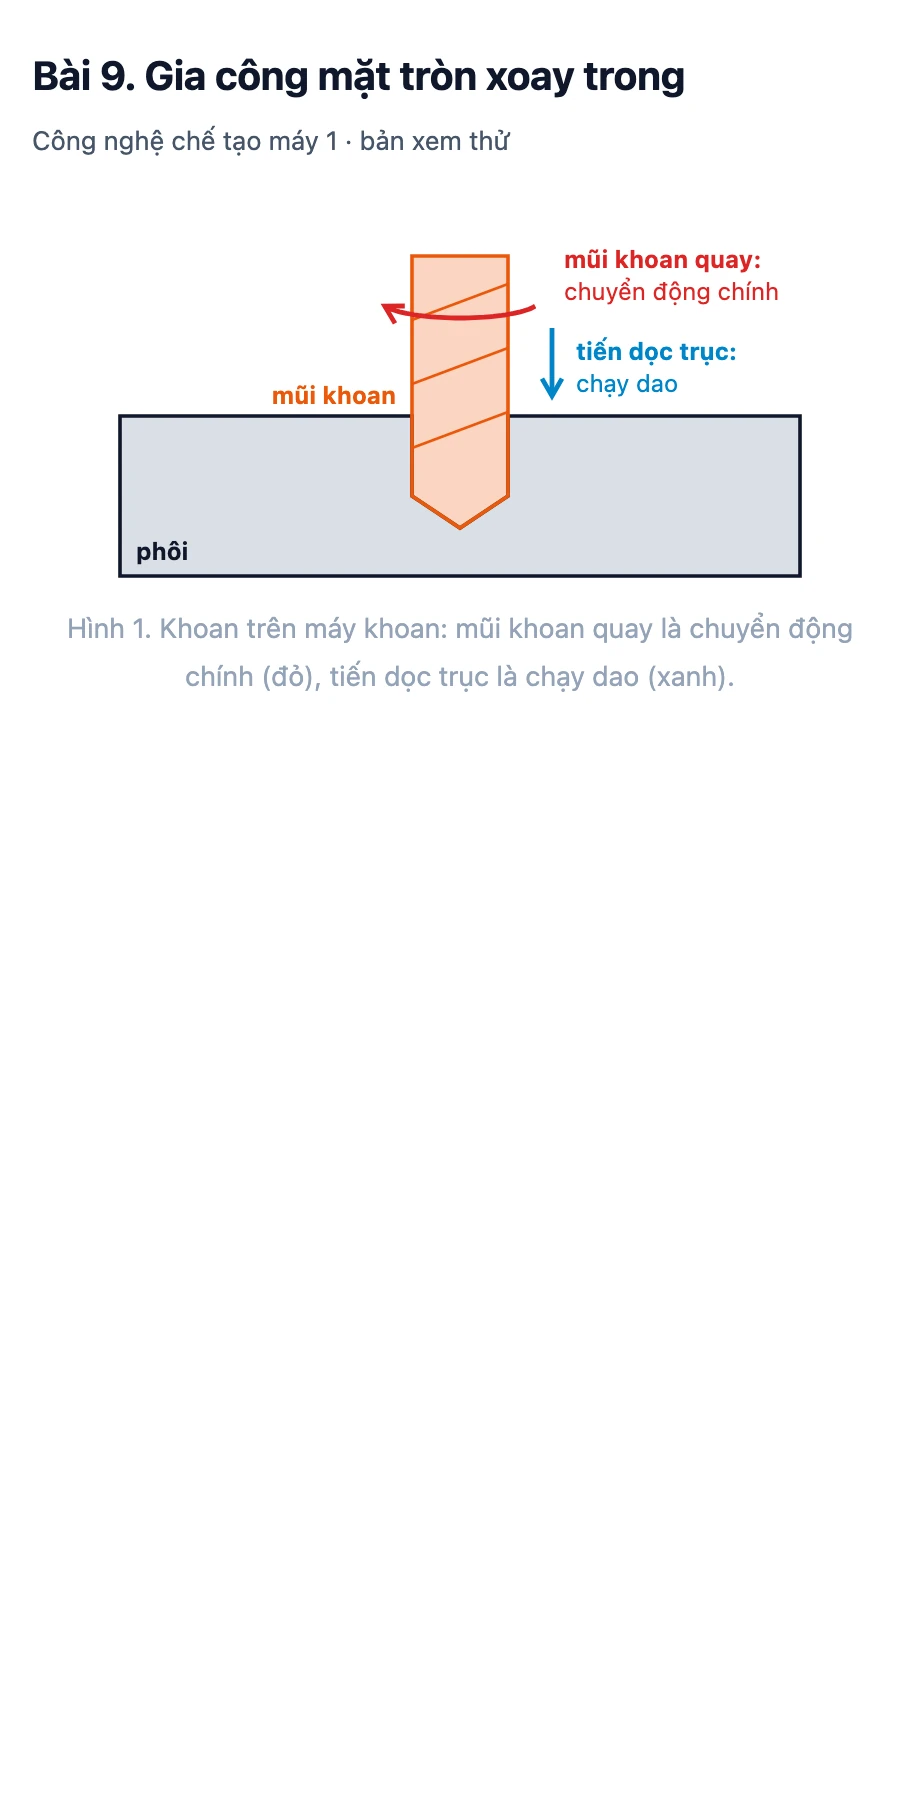 Bài 9. Gia công mặt tròn xoay trong
Công nghệ chế tạo máy 1 · bản xem thử
mũi khoan quay:
chuyển động chính
tiến dọc trục:
chạy dao
mũi khoan
phôi
Hình 1. Khoan trên máy khoan: mũi khoan quay là chuyển động
chính (đỏ), tiến dọc trục là chạy dao (xanh).